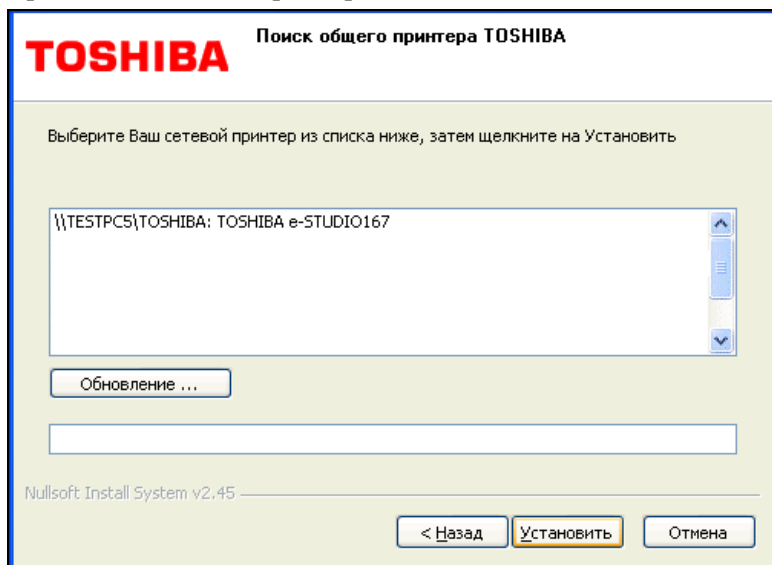 TOSHIBA
Поиск общего принтера TOSHIBA
Выберите Ваш сетевой принтер из списка ниже, затем щелкните на Установить
\\TESTPC5\TOSHIBA: TOSHIBA e-STUDIO167
Обновление ...
Nullsoft Install System v2.45
< Назад Установить Отмена